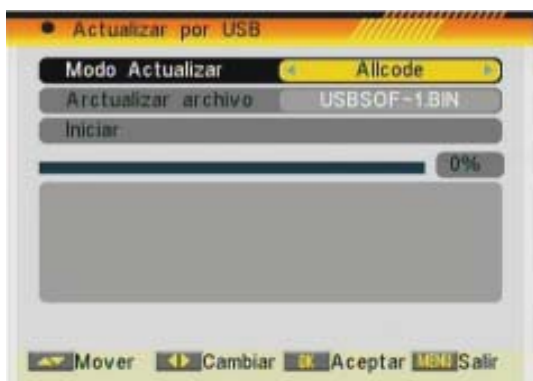 Actualizar por USB
Modo Actualizar Allcode
Arctualizar archivo USBSOF~1.BIN
Iniciar
0%
Mover Cambiar OK Aceptar MENU Salir